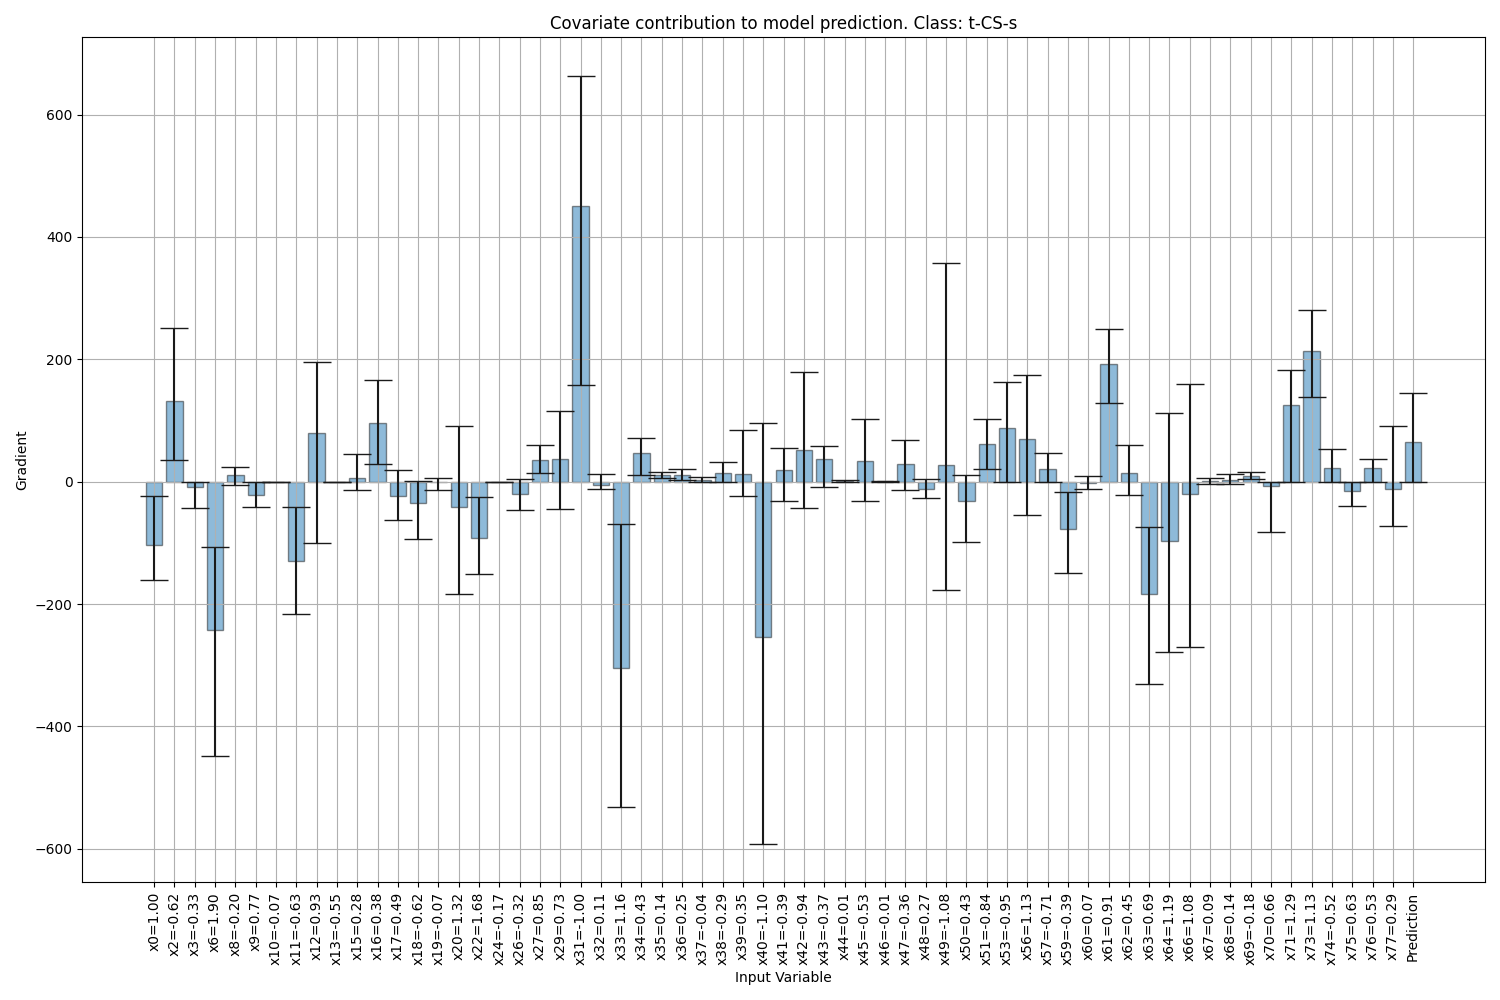 Covariate contribution to model prediction. Class: t-CS-s
600
400
200
0
−200
−400
−600
Gradient
x0=1.00
x2=-0.62
x3=-0.33
x6=1.90
x8=-0.20
x9=0.77
x10=-0.07
x11=-0.63
x12=0.93
x13=-0.55
x15=0.28
x16=0.38
x17=0.49
x18=-0.62
x19=-0.07
x20=1.32
x22=1.68
x24=-0.17
x26=-0.32
x27=0.85
x29=0.73
x31=-1.00
x32=0.11
x33=1.16
x34=0.43
x35=0.14
x36=0.25
x37=-0.04
x38=-0.29
x39=0.35
x40=-1.10
x41=-0.39
x42=-0.94
x43=-0.37
x44=0.01
x45=-0.53
x46=-0.01
x47=-0.36
x48=0.27
x49=-1.08
x50=0.43
x51=-0.84
x53=-0.95
x56=1.13
x57=-0.71
x59=-0.39
x60=0.07
x61=0.91
x62=0.45
x63=0.69
x64=1.19
x66=1.08
x67=0.09
x68=0.14
x69=-0.18
x70=0.66
x71=1.29
x73=1.13
x74=-0.52
x75=0.63
x76=0.53
x77=0.29
Prediction
Input Variable